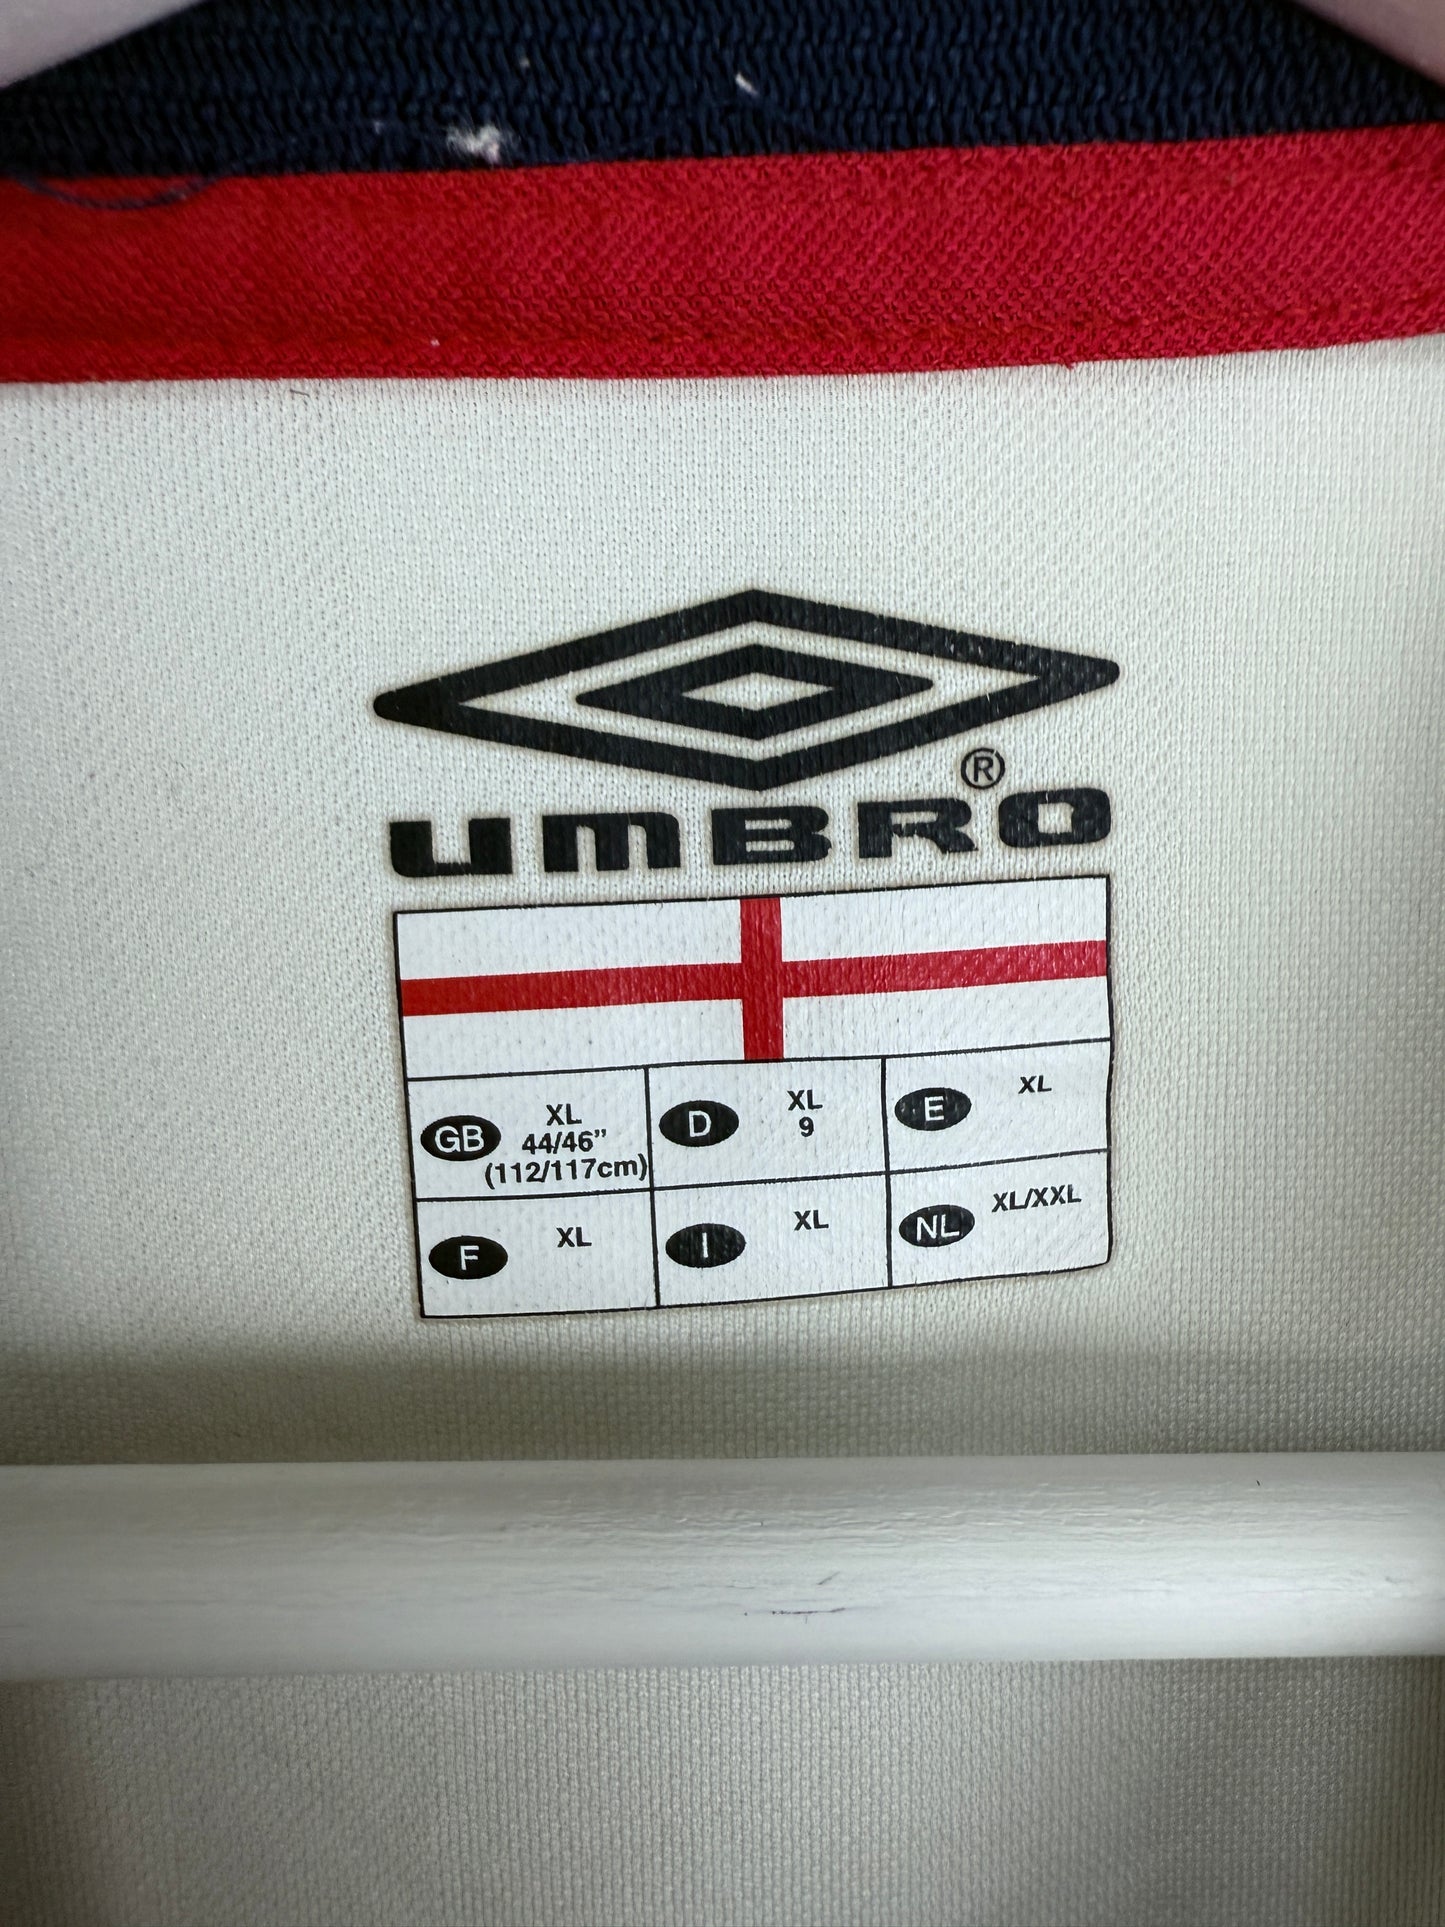 ®
UMBRO
GB XL
44/46”
(112/117cm)
D XL
9
E XL
F XL
I XL
NL XL/XXL